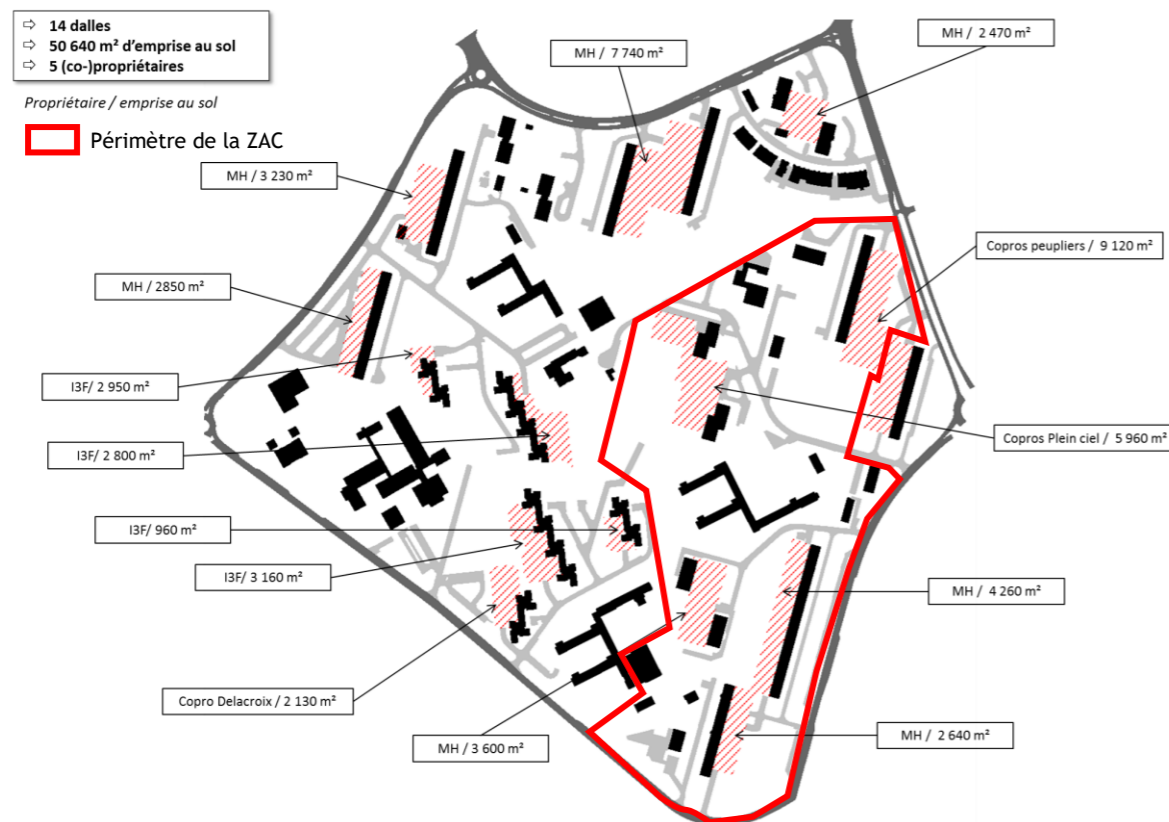 ⇨ 14 dalles
⇨ 50 640 m² d’emprise au sol
⇨ 5 (co-)propriétaires
Propriétaire / emprise au sol
Périmètre de la ZAC
MH / 7 740 m²
MH / 2 470 m²
MH / 3 230 m²
Copros peupliers / 9 120 m²
MH / 2850 m²
I3F/ 2 950 m²
Copros Plein ciel / 5 960 m²
I3F/ 2 800 m²
I3F/ 960 m²
I3F/ 3 160 m²
MH / 4 260 m²
Copro Delacroix / 2 130 m²
MH / 3 600 m²
MH / 2 640 m²